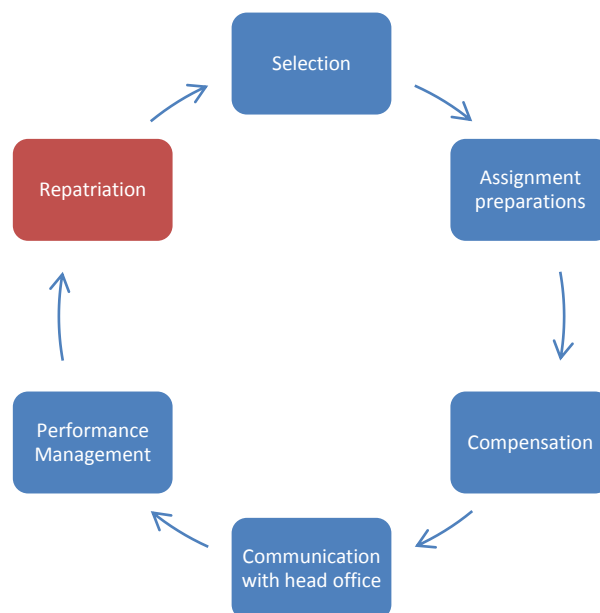 Selection
Assignment
preparations
Compensation
Communication
with head office
Performance
Management
Repatriation